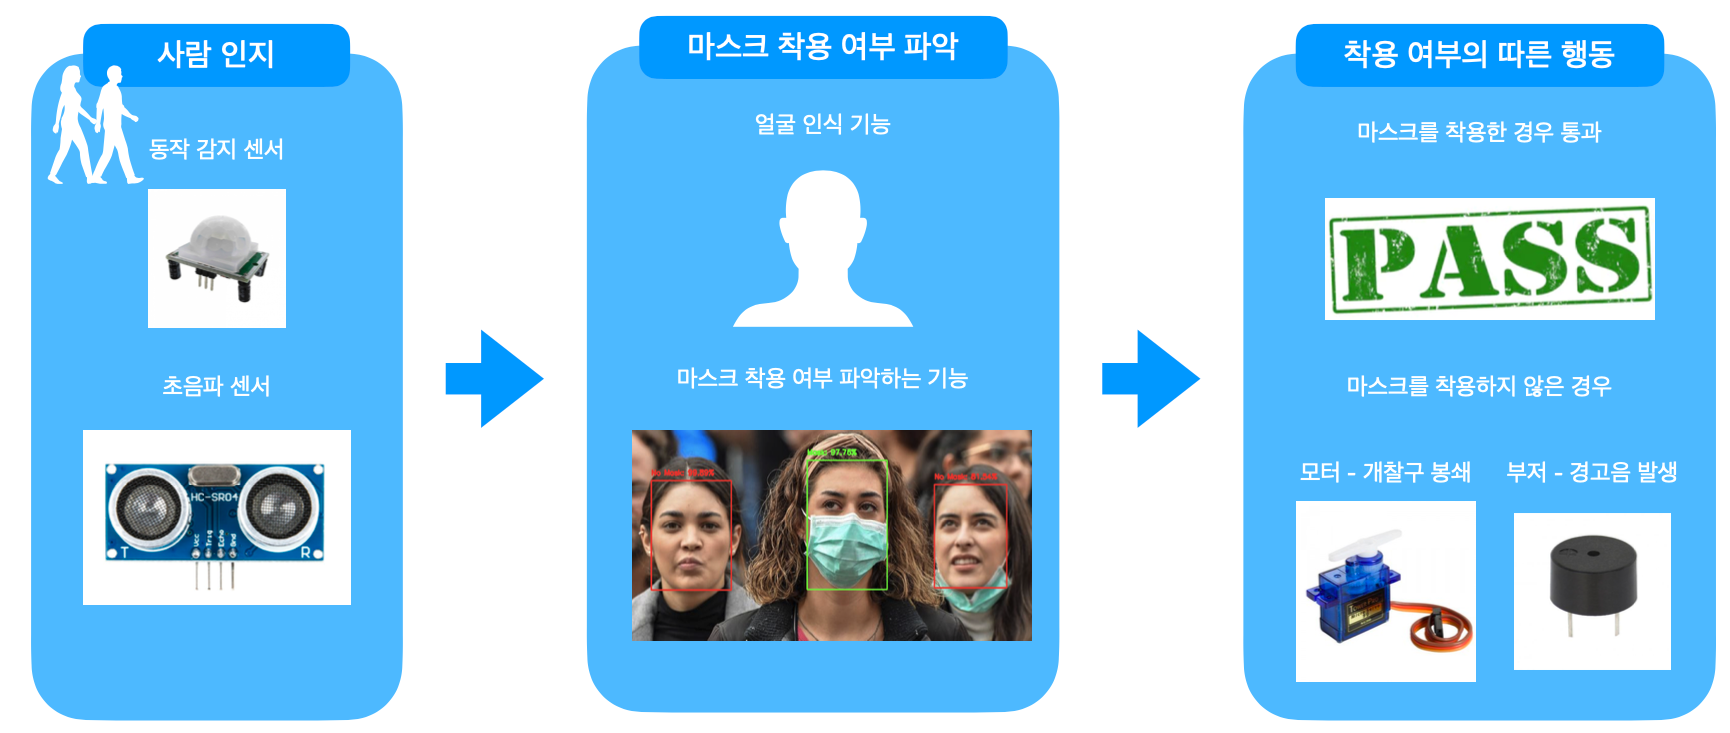 사람 인지
동작 감지 센서
초음파 센서
HC-SR04
Vcc
Trig
Echo
Gnd
T
R
마스크 착용 여부 파악
얼굴 인식 기능
마스크 착용 여부 파악하는 기능
97.75%
No Mask:
No Mask:
착용 여부의 따른 행동
마스크를 착용한 경우 통과
PASS
마스크를 착용하지 않은 경우
모터 - 개찰구 봉쇄
부저 - 경고음 발생